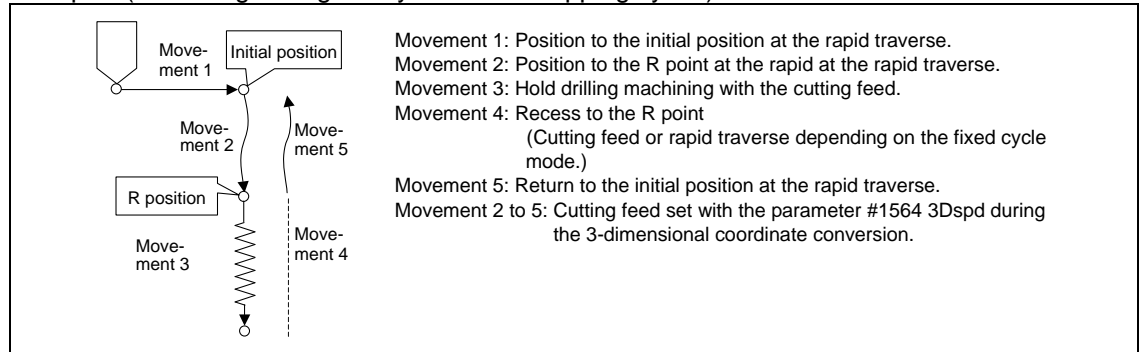 Move-
ment 1
Initial position
Move-
ment 2
Move-
ment 5
R position
Move-
ment 3
Move-
ment 4
Movement 1: Position to the initial position at the rapid traverse.
Movement 2: Position to the R point at the rapid at the rapid traverse.
Movement 3: Hold drilling machining with the cutting feed.
Movement 4: Recess to the R point
(Cutting feed or rapid traverse depending on the fixed cycle
mode.)
Movement 5: Return to the initial position at the rapid traverse.
Movement 2 to 5: Cutting feed set with the parameter #1564 3Dspd during
the 3-dimensional coordinate conversion.